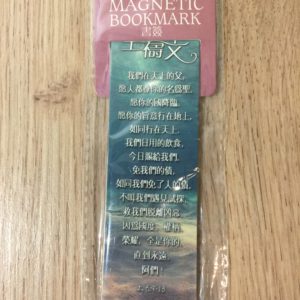 MAGNETIC
BOOKMARK
書簽
主禱文
我們在天上的父,
願人都尊你的名爲聖,
願你的國降臨,
願你的旨意行在地上,
如同行在天上.
我們日用的飲食,
今日賜給我們.
免我們的債,
如同我們免了人的債,
不叫我們遇見試探,
救我們脫離凶惡,
因爲國度、權柄、
榮耀, 全是你的,
直到永遠,
阿們!